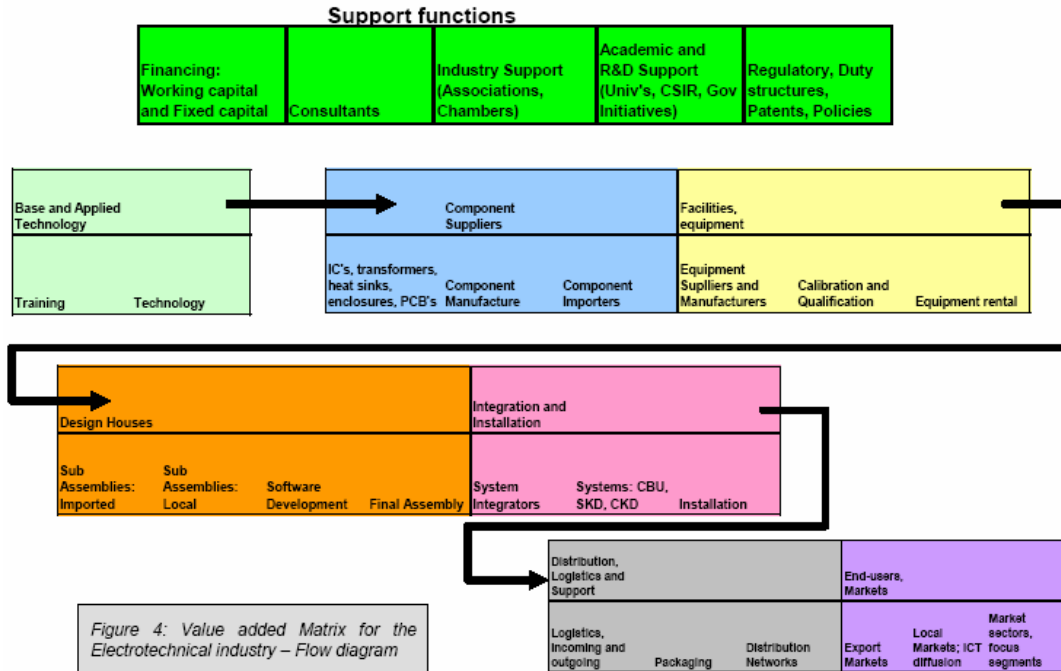 Support functions
Financing:
Working capital
and Fixed capital
Consultants
Industry Support
(Associations,
Chambers)
Academic and
R&D Support
(Univ's, CSIR, Gov
Initiatives)
Regulatory, Duty
structures,
Patents, Policies
Base and Applied
Technology
Training
Technology
Component
Suppliers
IC's, transformers,
heat sinks,
enclosures, PCB's
Component
Manufacture
Component
Importers
Facilities,
equipment
Equipment
Supliers and
Manufacturers
Calibration and
Qualification
Equipment rental
Design Houses
Sub
Assemblies:
Imported
Sub
Assemblies:
Local
Software
Development
Final Assembly
Integration and
Installation
System
Integrators
Systems: CBU,
SKD, CKD
Installation
Distribution,
Logistics and
Support
Logistics,
Incoming and
outgoing
Packaging
Distribution
Networks
End-users,
Markets
Export
Markets
Local
Markets; ICT
diffusion
Market
sectors,
focus
segments
Figure 4: Value added Matrix for the
Electrotechnical industry – Flow diagram